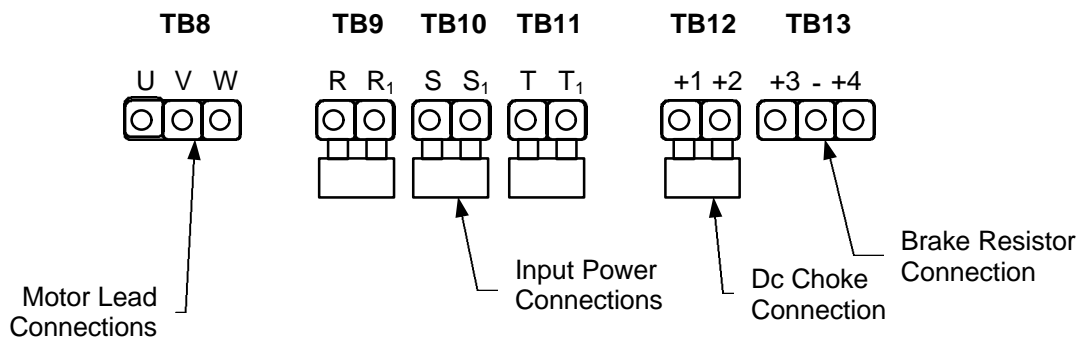 TB8 TB9 TB10 TB11 TB12 TB13
U V W R R1 S S1 T T1 +1 +2 +3 - +4
Motor Lead
Connections
Input Power
Connections
Dc Choke
Connection
Brake Resistor
Connection